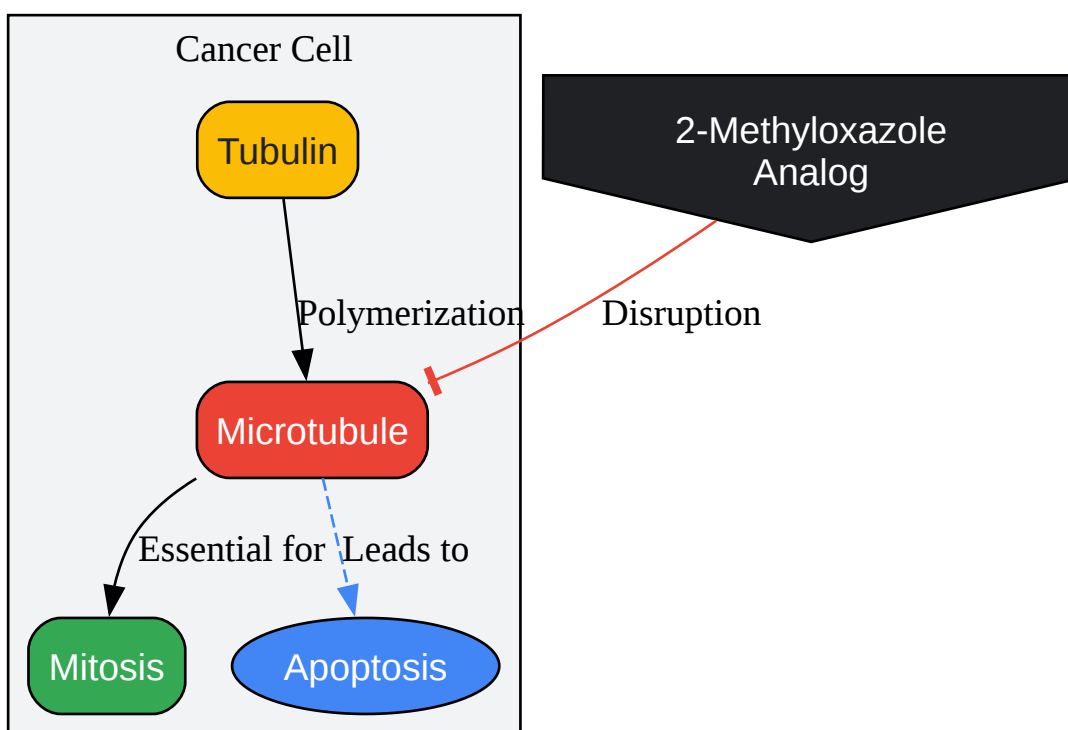 Cancer Cell
Tubulin
2-Methyloxazole
Analog
Polymerization
Disruption
Microtubule
Essential for
Leads to
Mitosis
Apoptosis